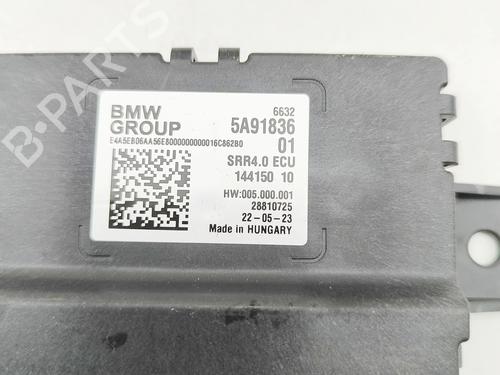 B-PARTS
BMW
GROUP
6632
5A91836
01
E4A5EB06AA56E8000000000016C862B0
SRR4.0 ECU
144150 10
HW:005.000.001
28810725
22-05-23
Made in HUNGARY